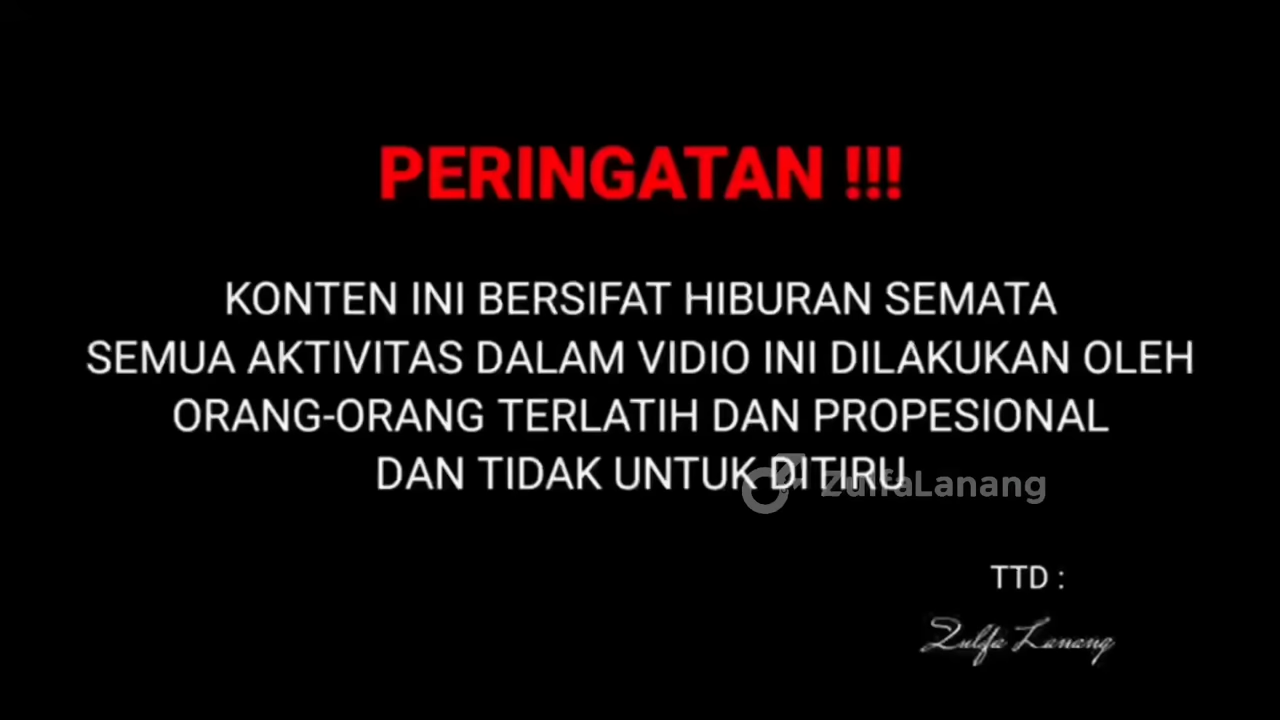 PERINGATAN !!!
KONTEN INI BERSIFAT HIBURAN SEMATA
SEMUA AKTIVITAS DALAM VIDIO INI DILAKUKAN OLEH
ORANG-ORANG TERLATIH DAN PROPESIONAL
DAN TIDAK UNTUK DITIRU
ZulfaLanang
TTD :
Zulfa Lanang